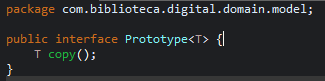 package com.biblioteca.digital.domain.model;
public interface Prototype<T> {
    T copy();
}